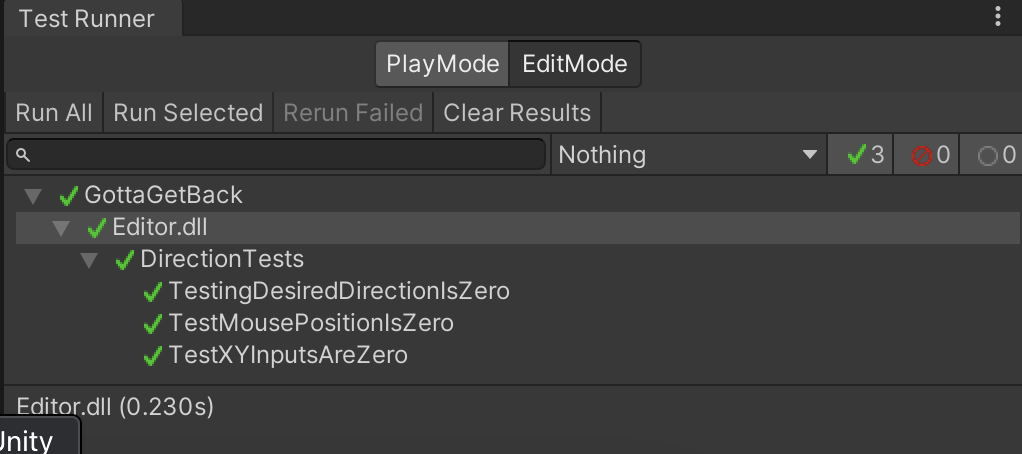 Test Runner
PlayMode EditMode
Run All Run Selected Rerun Failed Clear Results
Nothing 3 0 0
GottaGetBack
Editor.dll
DirectionTests
TestingDesiredDirectionIsZero
TestMousePositionIsZero
TestXYInputsAreZero
Editor.dll (0.230s)
Unity